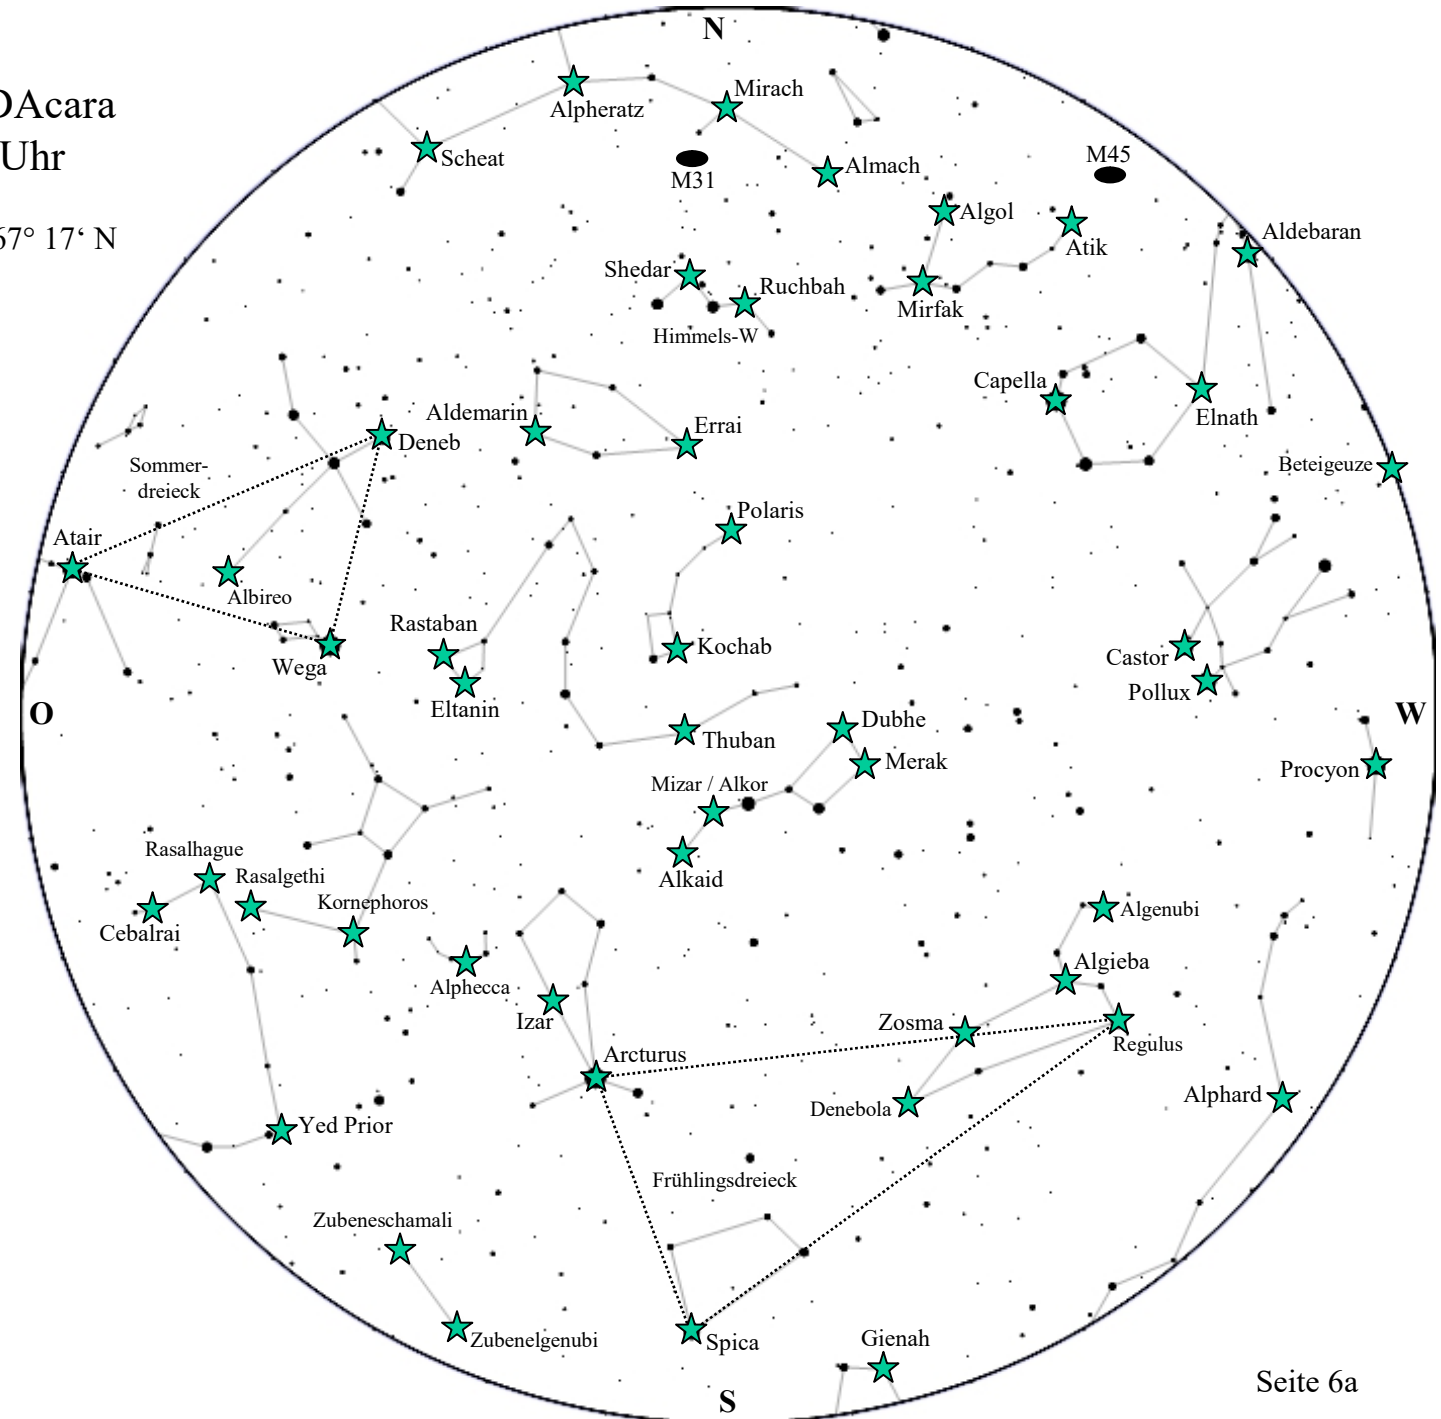 N
DAcara
Uhr
67° 17‘ N
Alpheratz
Mirach
Scheat
M31
Almach
M45
Algol
Atik
Aldebaran
Shedar
Ruchbah
Himmels-W
Mirfak
Capella
Elnath
Aldemarin
Deneb
Errai
Beteigeuze
Sommer-
dreieck
Atair
Polaris
Albireo
Rastaban
Wega
Kochab
Castor
Pollux
Eltanin
O
Thuban
Dubhe
Merak
W
Procyon
Mizar / Alkor
Alkaid
Rasalhague
Rasalgethi
Kornephoros
Cebalrai
Algenubi
Alphecca
Algieba
Izar
Zosma
Regulus
Arcturus
Denebola
Alphard
Yed Prior
Frühlingsdreieck
Zubeneschamali
Zubenelgenubi
Spica
Gienah
S
Seite 6a